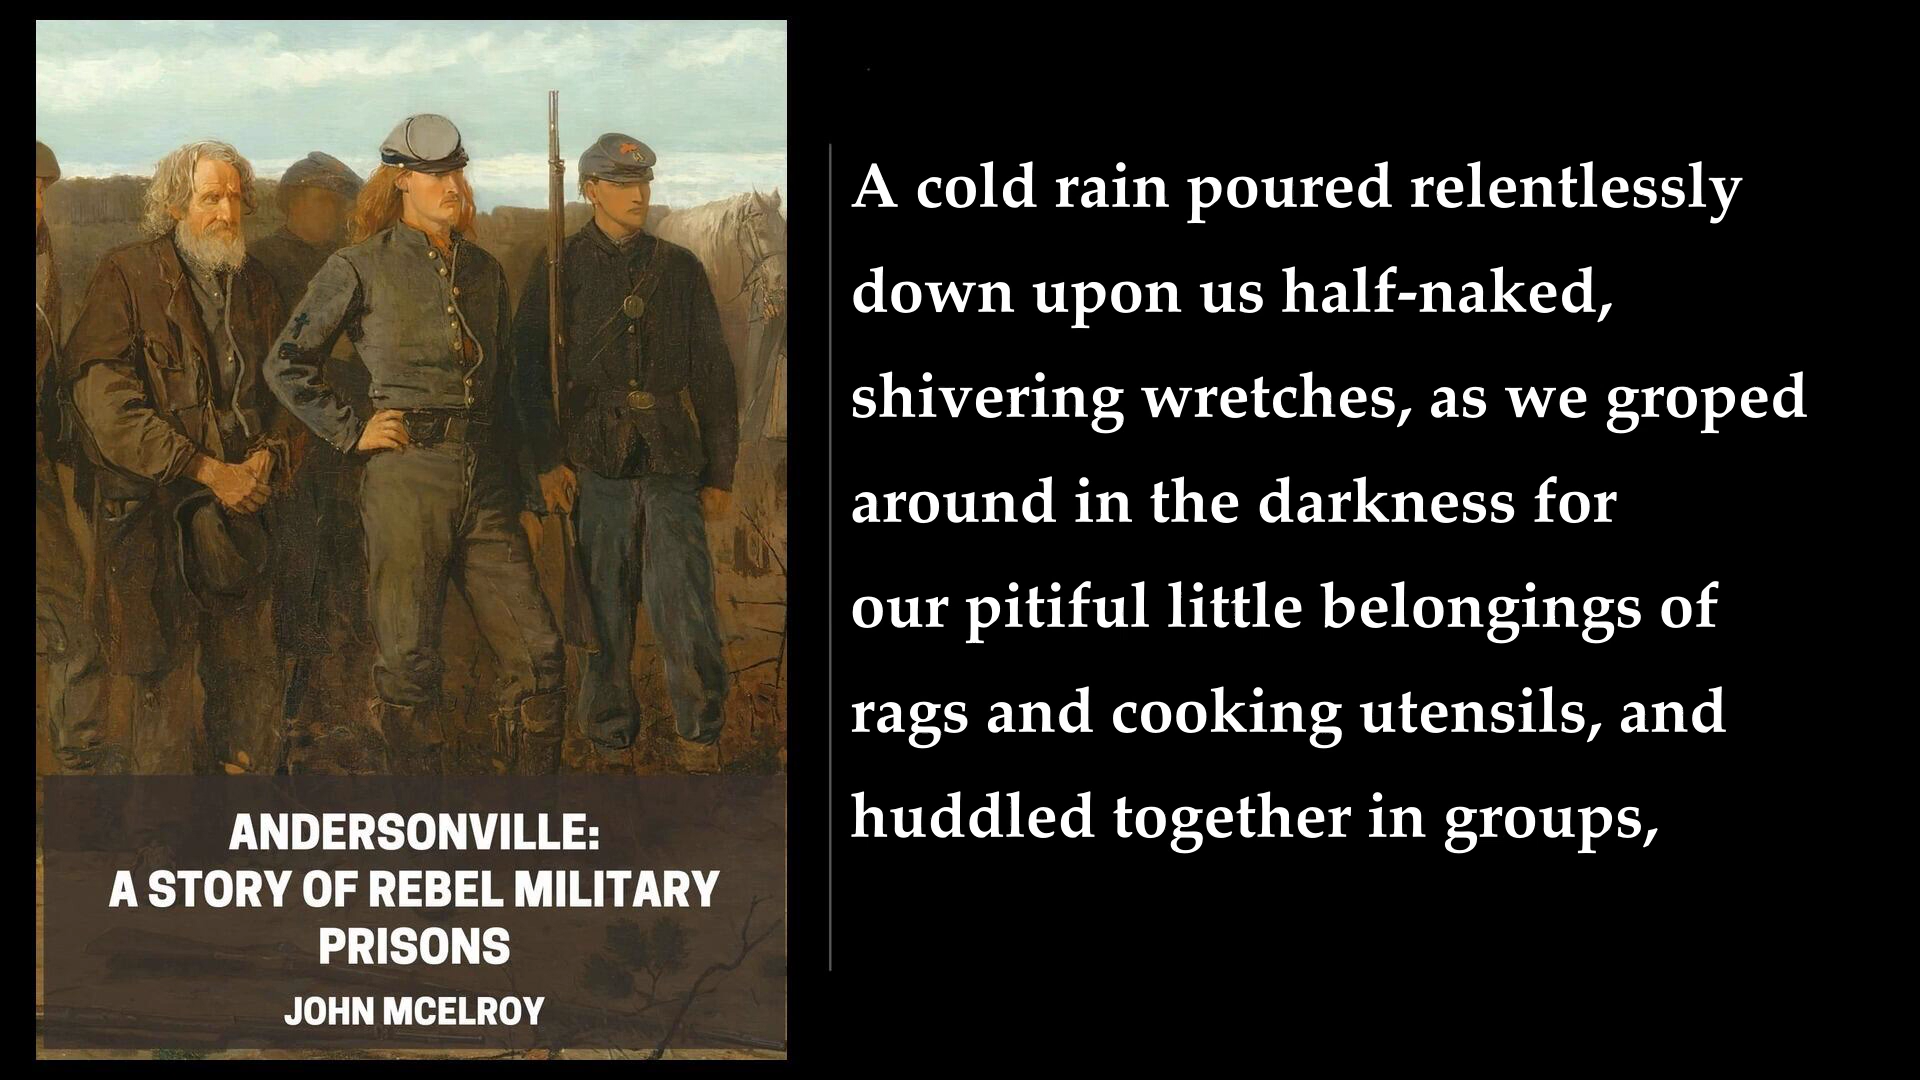 ANDERSONVILLE:
A STORY OF REBEL MILITARY
PRISONS
JOHN MCELROY
A cold rain poured relentlessly
down upon us half-naked,
shivering wretches, as we groped
around in the darkness for
our pitiful little belongings of
rags and cooking utensils, and
huddled together in groups,